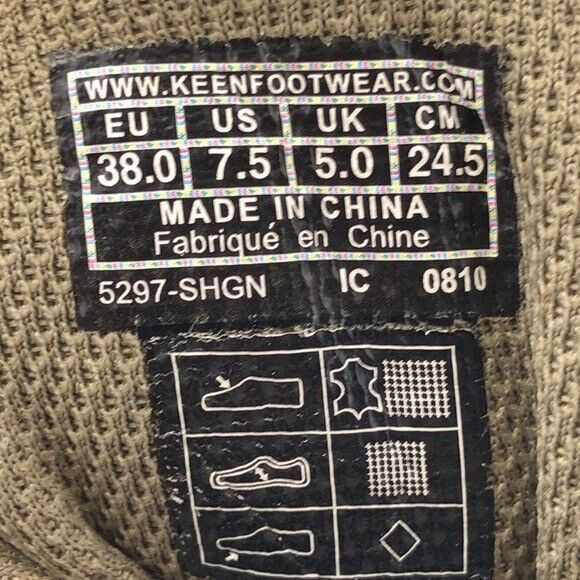 WWW.KEENFOOTWEAR.COM
EU US UK CM
38.0 7.5 5.0 24.5
MADE IN CHINA
Fabriqué en Chine
5297-SHGN IC 0810